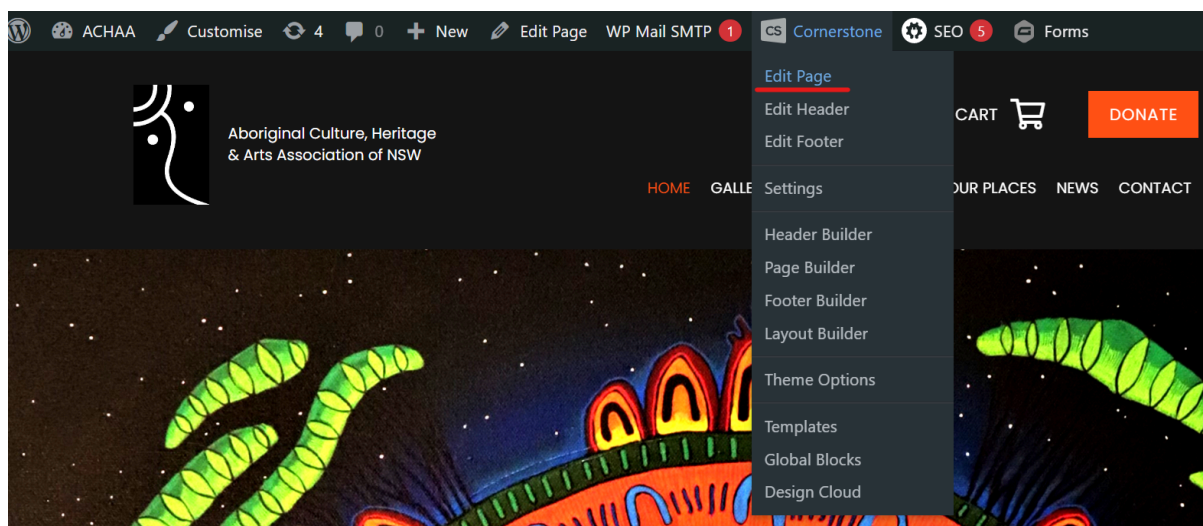 ACHAA Customise 4 0 New Edit Page WP Mail SMTP 1 CS Cornerstone SEO 5 Forms
Edit Page
Edit Header
Edit Footer
Settings
Header Builder
Page Builder
Footer Builder
Layout Builder
Theme Options
Templates
Global Blocks
Design Cloud
Aboriginal Culture, Heritage
& Arts Association of NSW
CART DONATE
HOME PLACES NEWS CONTACT